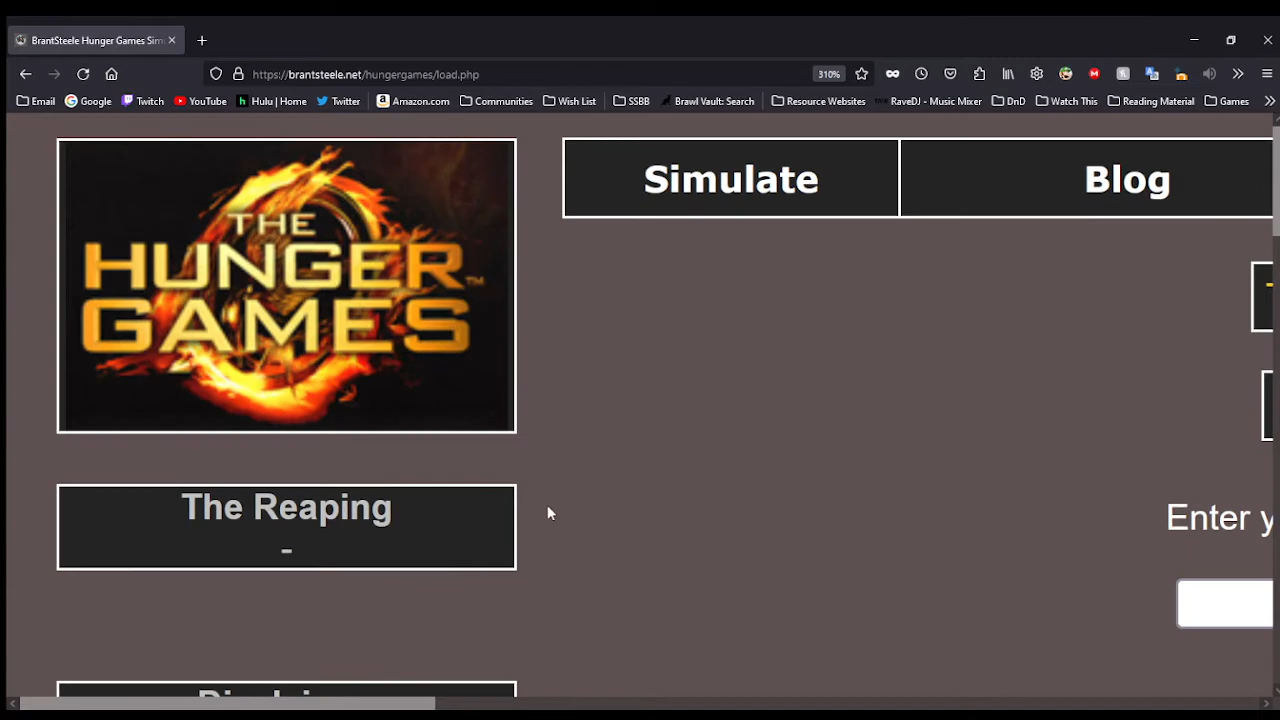 BrantSteele Hunger Games Sim
https://brantsteele.net/hungergames/load.php
310%
Email
Google
Twitch
YouTube
Hulu | Home
Twitter
Amazon.com
Communities
Wish List
SSBB
Brawl Vault: Search
Resource Websites
RaveDJ - Music Mixer
DnD
Watch This
Reading Material
Games
THE
HUNGER
GAMES
TM
Simulate
Blog
The Reaping
-
Enter y